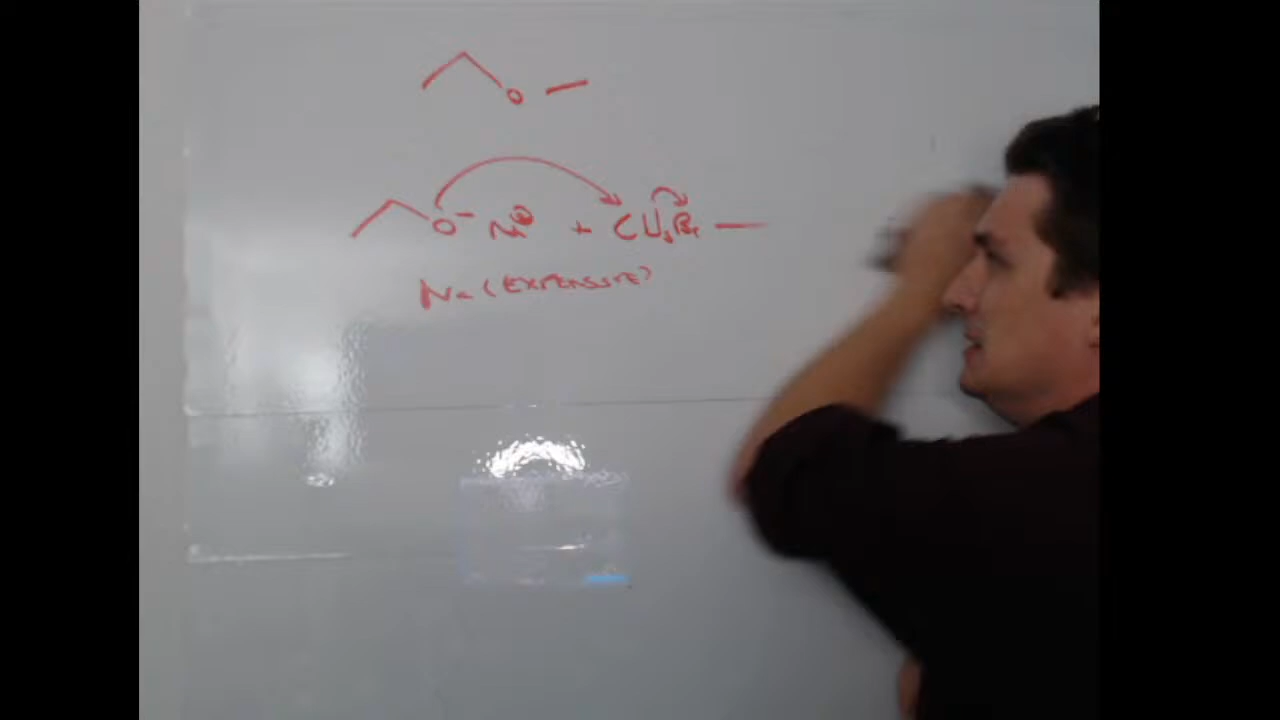 O
O⁻ Na⊕ + CH₃Br
Na (EXPENSIVE)